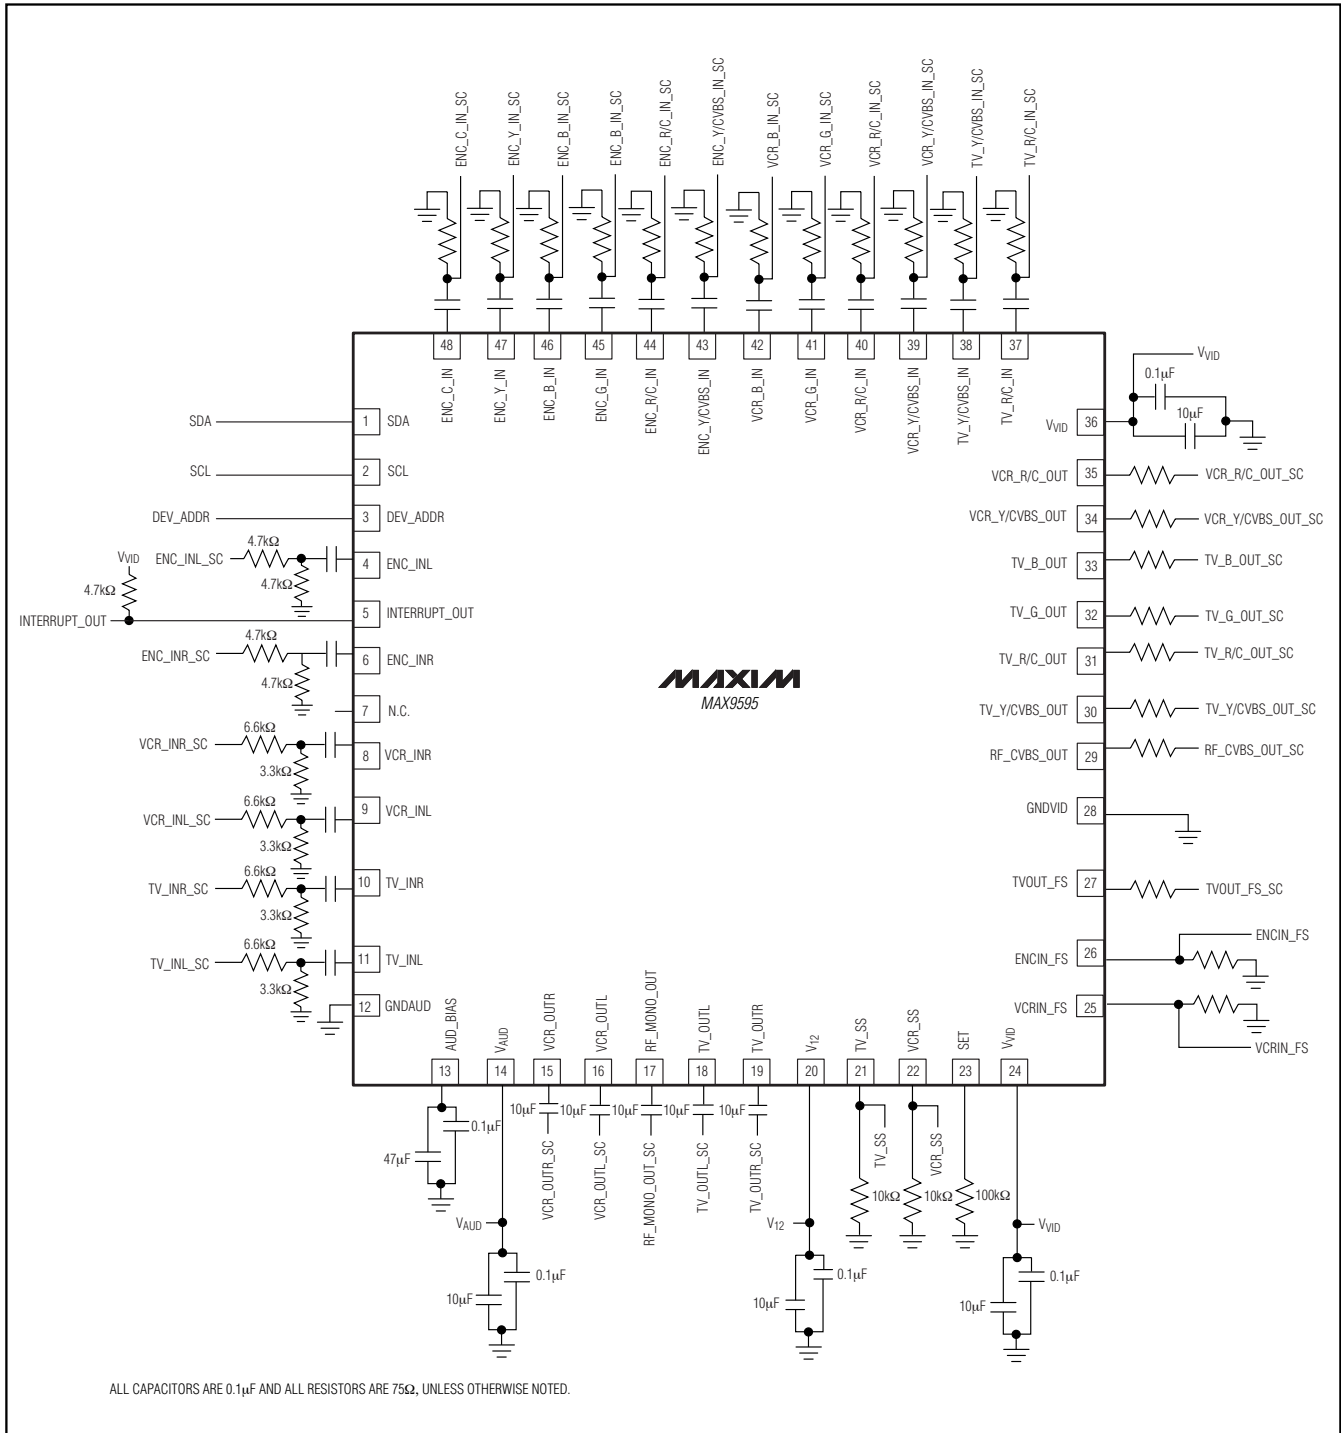 ENC_C_IN_SC
ENC_Y_IN_SC
ENC_B_IN_SC
ENC_B_IN_SC
ENC_R/C_IN_SC
ENC_Y/CVBS_IN_SC
VCR_B_IN_SC
VCR_G_IN_SC
VCR_R/C_IN_SC
VCR_Y/CVBS_IN_SC
TV_Y/CVBS_IN_SC
TV_R/C_IN_SC
48
47
46
45
44
43
42
41
40
39
38
37
ENC_C_IN
ENC_Y_IN
ENC_B_IN
ENC_G_IN
ENC_R/C_IN
ENC_Y/CVBS_IN
VCR_B_IN
VCR_G_IN
VCR_R/C_IN
VCR_Y/CVBS_IN
TV_Y/CVBS_IN
TV_R/C_IN
SDA
1
SDA
SCL
2
SCL
DEV_ADDR
3
DEV_ADDR
ENC_INL_SC
4.7kΩ
4.7kΩ
4
ENC_INL
VVID
4.7kΩ
INTERRUPT_OUT
5
INTERRUPT_OUT
ENC_INR_SC
4.7kΩ
4.7kΩ
6
ENC_INR
7
N.C.
VCR_INR_SC
6.6kΩ
3.3kΩ
8
VCR_INR
VCR_INL_SC
6.6kΩ
3.3kΩ
9
VCR_INL
TV_INR_SC
6.6kΩ
3.3kΩ
10
TV_INR
TV_INL_SC
6.6kΩ
3.3kΩ
11
TV_INL
12
GNDAUD
MAXIM
MAX9595
VVID
0.1µF
10µF
VVID
36
VCR_R/C_OUT
35
VCR_R/C_OUT_SC
VCR_Y/CVBS_OUT
34
VCR_Y/CVBS_OUT_SC
TV_B_OUT
33
TV_B_OUT_SC
TV_G_OUT
32
TV_G_OUT_SC
TV_R/C_OUT
31
TV_R/C_OUT_SC
TV_Y/CVBS_OUT
30
TV_Y/CVBS_OUT_SC
RF_CVBS_OUT
29
RF_CVBS_OUT_SC
GNDVID
28
TVOUT_FS
27
TVOUT_FS_SC
ENCIN_FS
26
ENCIN_FS
VCRIN_FS
25
VCRIN_FS
AUD_BIAS
VAUD
VCR_OUTR
VCR_OUTL
RF_MONO_OUT
TV_OUTL
TV_OUTR
V12
TV_SS
VCR_SS
SET
VVID
13
14
15
16
17
18
19
20
21
22
23
24
0.1µF
47µF
10µF
10µF
10µF
10µF
10µF
VCR_OUTR_SC
VCR_OUTL_SC
RF_MONO_OUT_SC
TV_OUTL_SC
TV_OUTR_SC
TV_SS
VCR_SS
10kΩ
10kΩ
100kΩ
VAUD
V12
VVID
0.1µF
10µF
0.1µF
10µF
0.1µF
10µF
ALL CAPACITORS ARE 0.1µF AND ALL RESISTORS ARE 75Ω, UNLESS OTHERWISE NOTED.